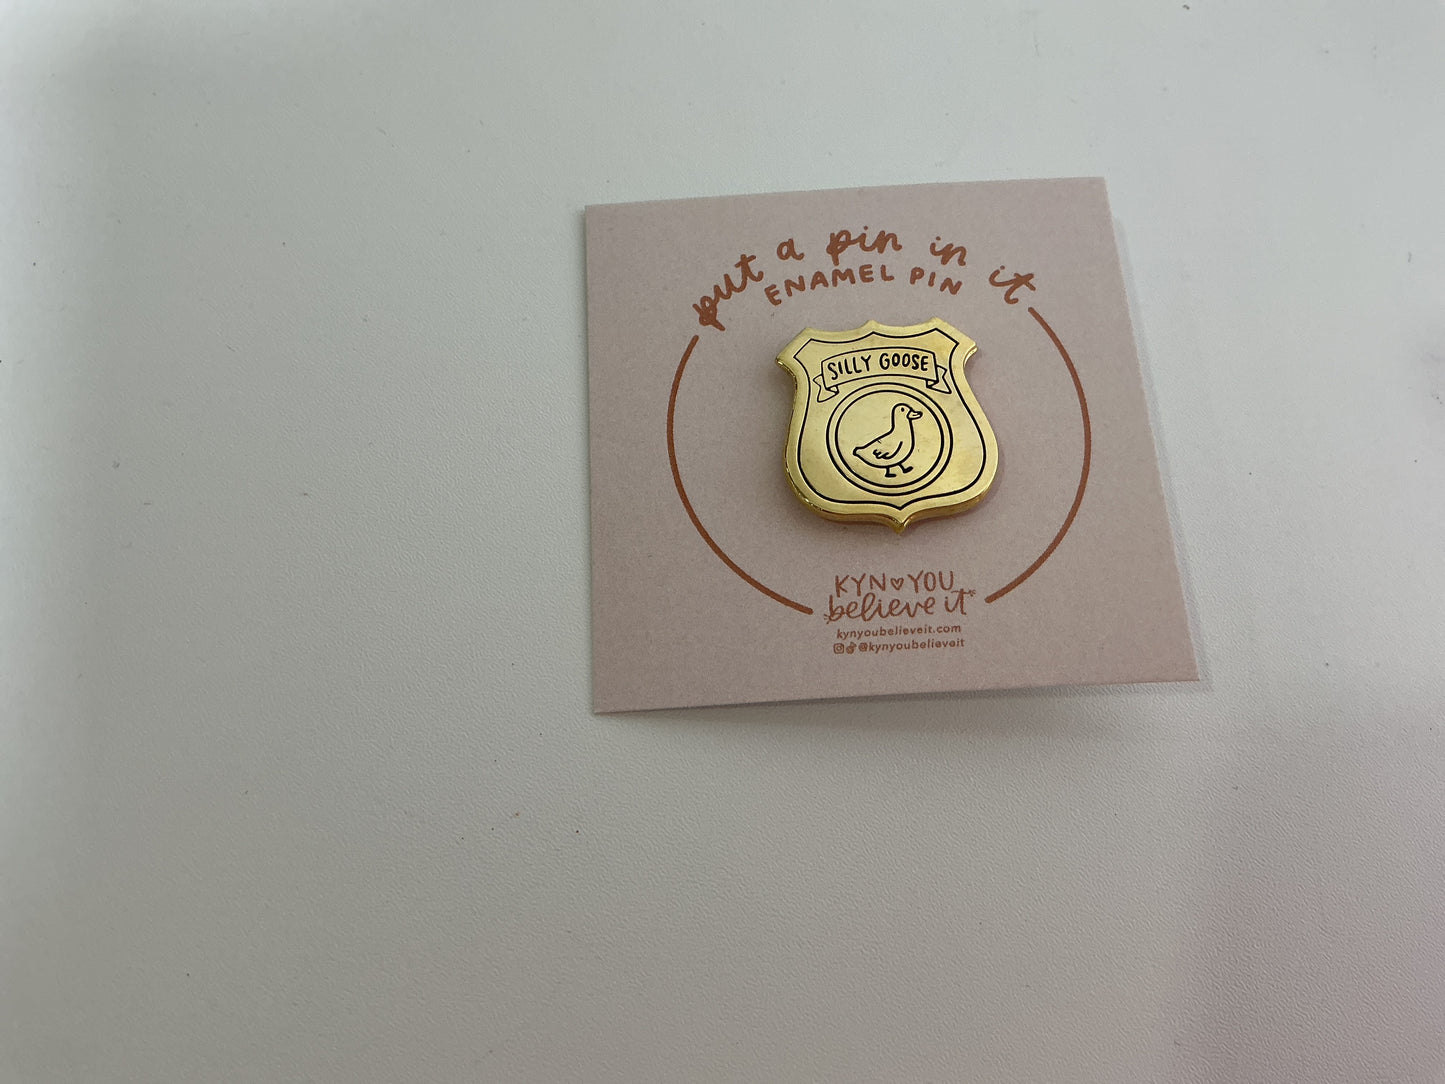 put a pin in it
ENAMEL PIN
SILLY GOOSE
KYN♡YOU
believe it
kynyoubelieveit.com
@kynyoubelieveit